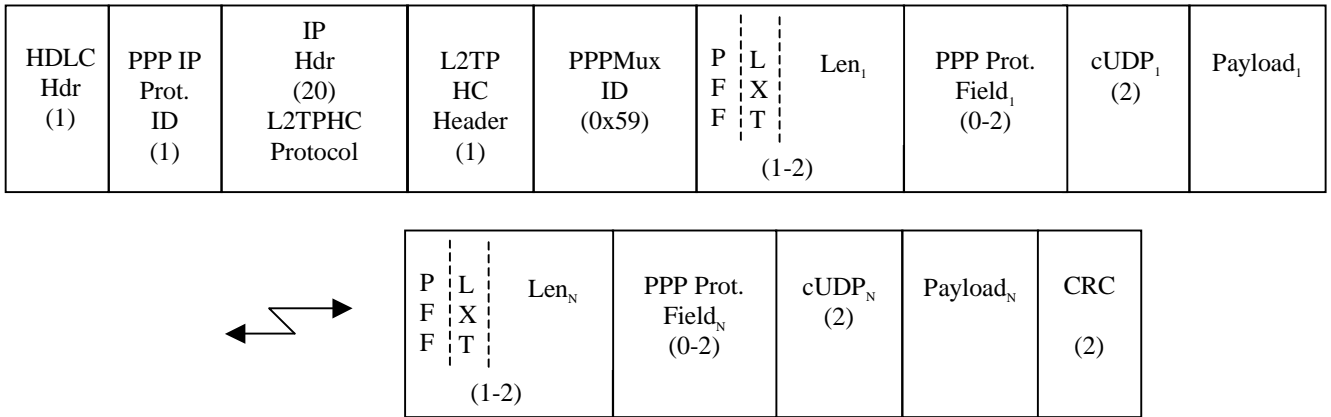 HDLC
Hdr
(1)
PPP IP
Prot.
ID
(1)
IP
Hdr
(20)
L2TPHC
Protocol
L2TP
HC
Header
(1)
PPPMux
ID
(0x59)
P L
F X
F T
Len₁
(1-2)
PPP Prot.
Field₁
(0-2)
cUDP₁
(2)
Payload₁
P L
F X
F T
Lenₙ
(1-2)
PPP Prot.
Fieldₙ
(0-2)
cUDPₙ
(2)
Payloadₙ
CRC
(2)